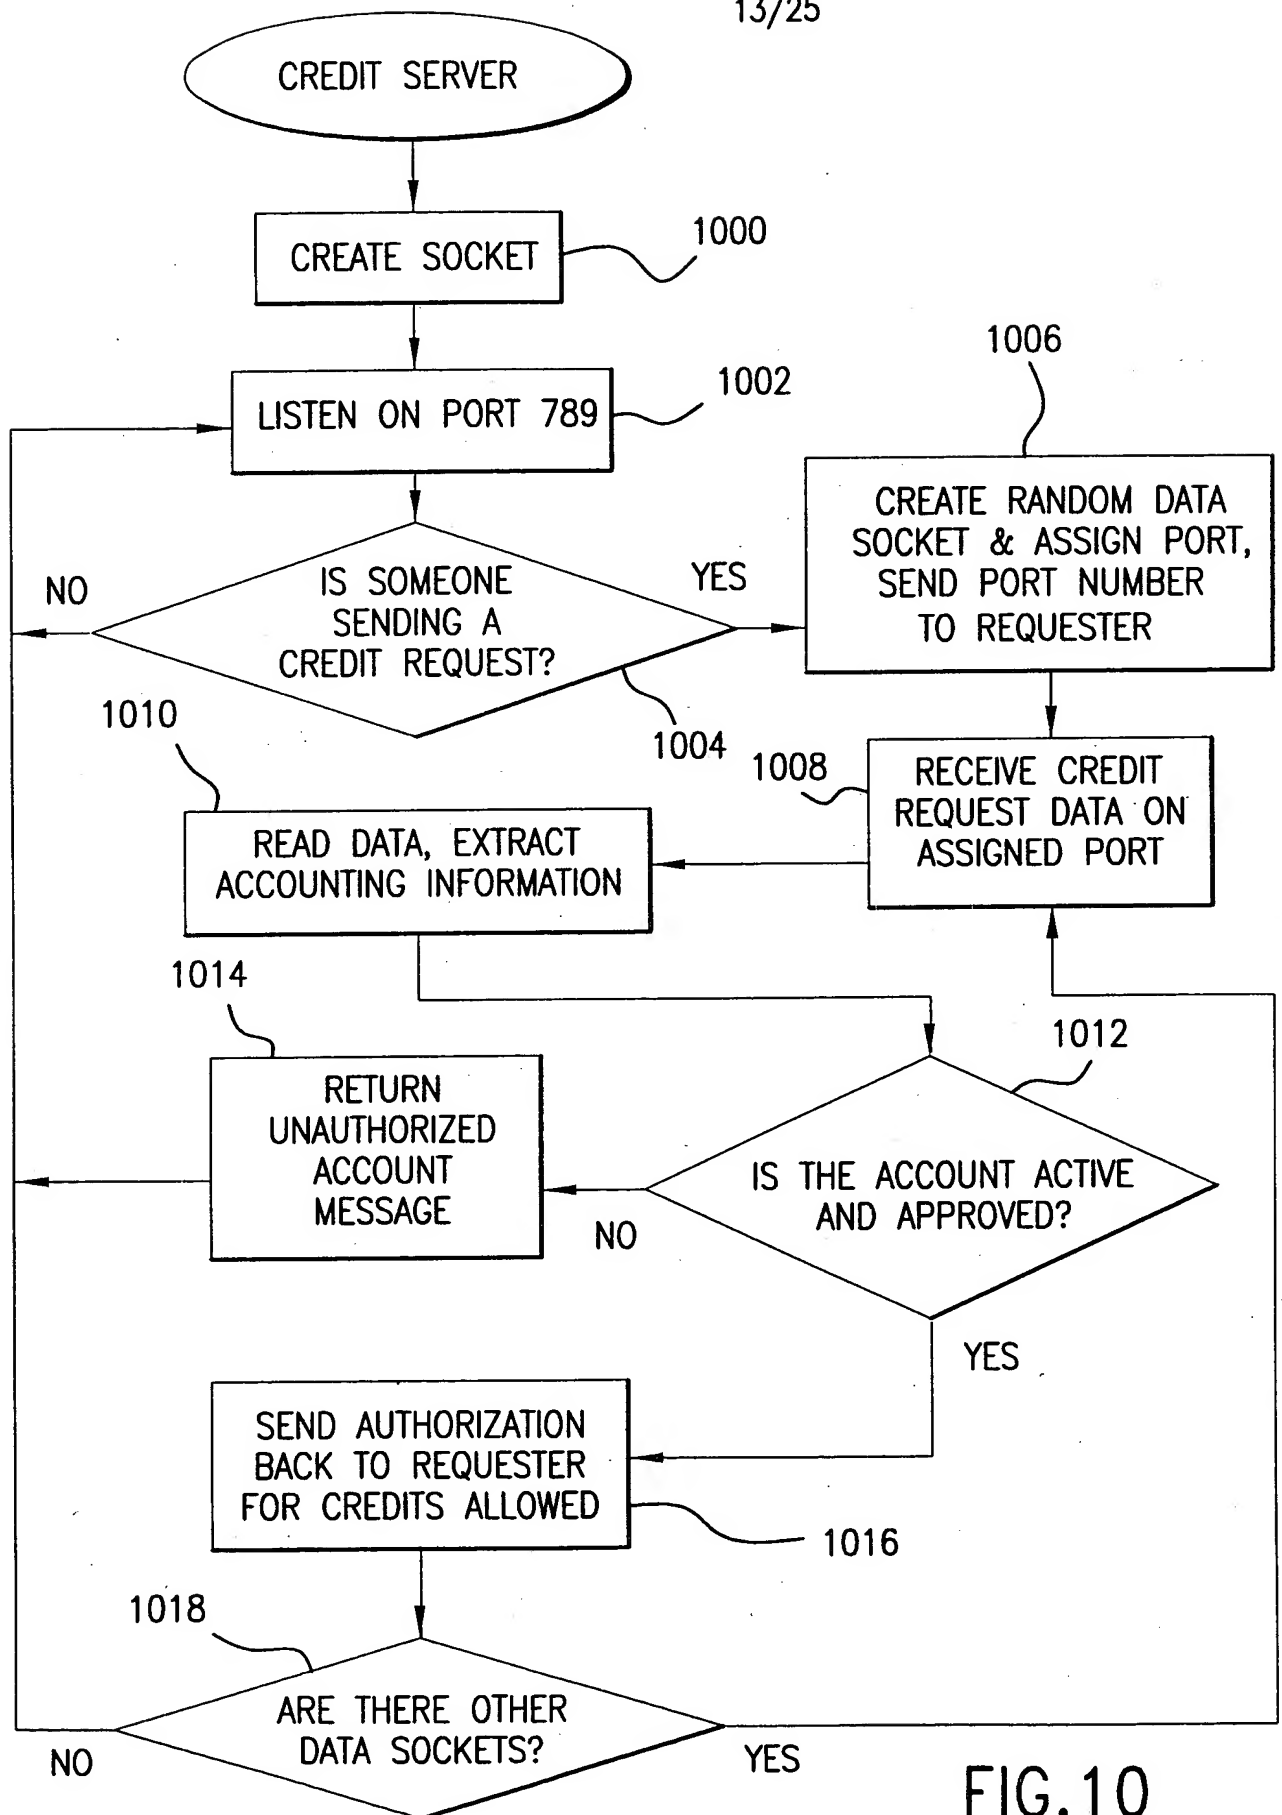 13/25
CREDIT SERVER
CREATE SOCKET
1000
LISTEN ON PORT 789
1002
IS SOMEONE
SENDING A
CREDIT REQUEST?
NO
YES
1004
1006
CREATE RANDOM DATA
SOCKET & ASSIGN PORT,
SEND PORT NUMBER
TO REQUESTER
1008
RECEIVE CREDIT
REQUEST DATA ON
ASSIGNED PORT
1010
READ DATA, EXTRACT
ACCOUNTING INFORMATION
1012
IS THE ACCOUNT ACTIVE
AND APPROVED?
NO
YES
1014
RETURN
UNAUTHORIZED
ACCOUNT
MESSAGE
SEND AUTHORIZATION
BACK TO REQUESTER
FOR CREDITS ALLOWED
1016
1018
ARE THERE OTHER
DATA SOCKETS?
NO
YES
FIG.10